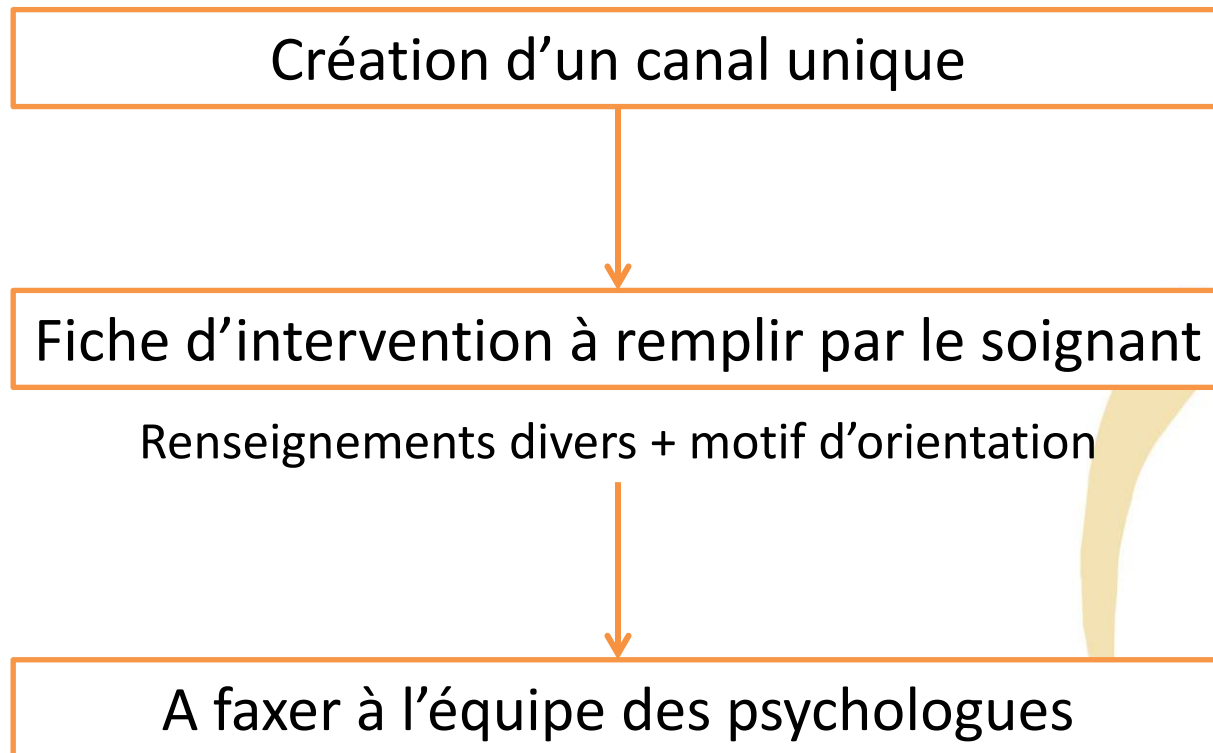 Création d’un canal unique
Fiche d’intervention à remplir par le soignant
Renseignements divers + motif d’orientation
A faxer à l’équipe des psychologues